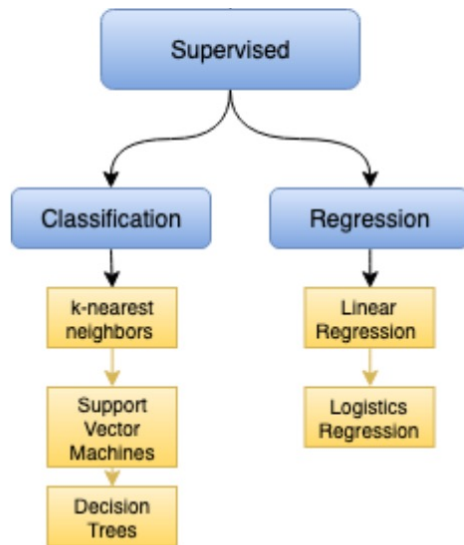 Supervised
Classification
Regression
k-nearest
neighbors
Linear
Regression
Support
Vector
Machines
Logistics
Regression
Decision
Trees